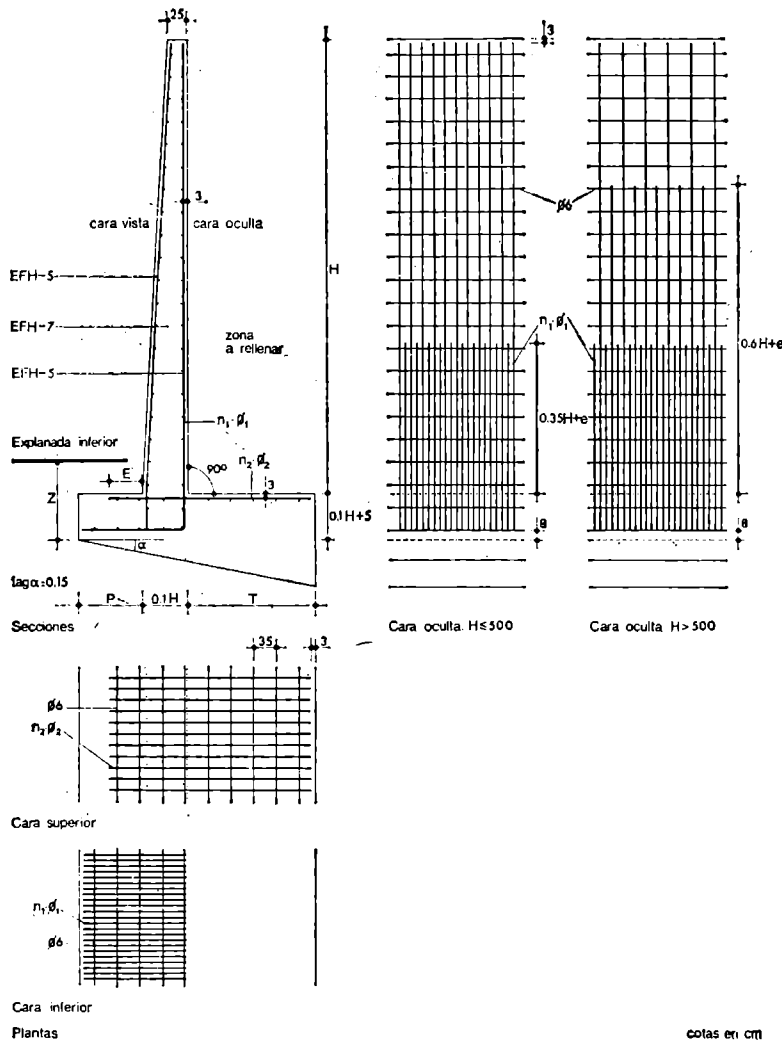 25
3
3
cara vista
cara oculta
Ø6
EFH-5
H
n₁·Ø₁
EFH-7
zona
a rellenar
0.6H+e
EFH-5
0.35H+e
n₁·Ø₁
Explanada inferior
n₂·Ø₂
E
90º
3
Z
0.1H+5
8
8
α
tagα=0.15
P
0.1H
T
Secciones
Cara oculta H≤500
Cara oculta H>500
35
3
Ø6
n₂·Ø₂
Cara superior
n₁·Ø₁
Ø6
Cara inferior
Plantas
cotas en cm